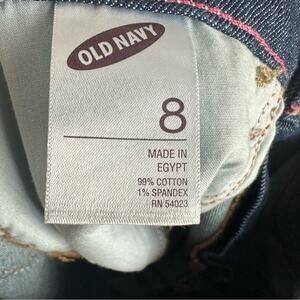 OLD NAVY
8
MADE IN
EGYPT
99% COTTON
1% SPANDEX
RN 54023